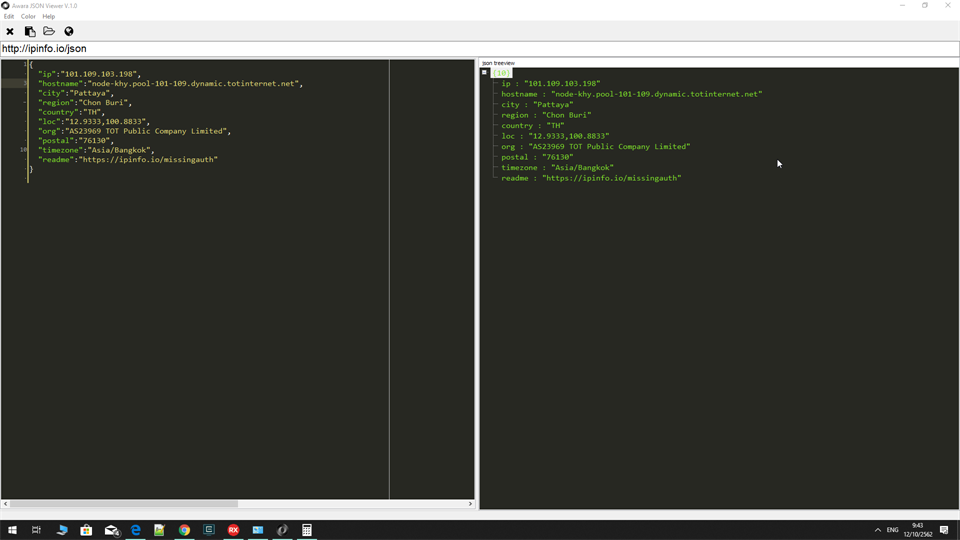 Awara JSON Viewer V.1.0
Edit Color Help
http://ipinfo.io/json
1 {
"ip":"101.109.103.198",
3 "hostname":"node-khy.pool-101-109.dynamic.totinternet.net",
"city":"Pattaya",
"region":"Chon Buri",
"country":"TH",
"loc":"12.9333,100.8833",
"org":"AS23969 TOT Public Company Limited",
"postal":"76130",
10 "timezone":"Asia/Bangkok",
"readme":"https://ipinfo.io/missingauth"
}
json treeview
{10}
ip : "101.109.103.198"
hostname : "node-khy.pool-101-109.dynamic.totinternet.net"
city : "Pattaya"
region : "Chon Buri"
country : "TH"
loc : "12.9333,100.8833"
org : "AS23969 TOT Public Company Limited"
postal : "76130"
timezone : "Asia/Bangkok"
readme : "https://ipinfo.io/missingauth"
RX
ENG
9:43
12/10/2562